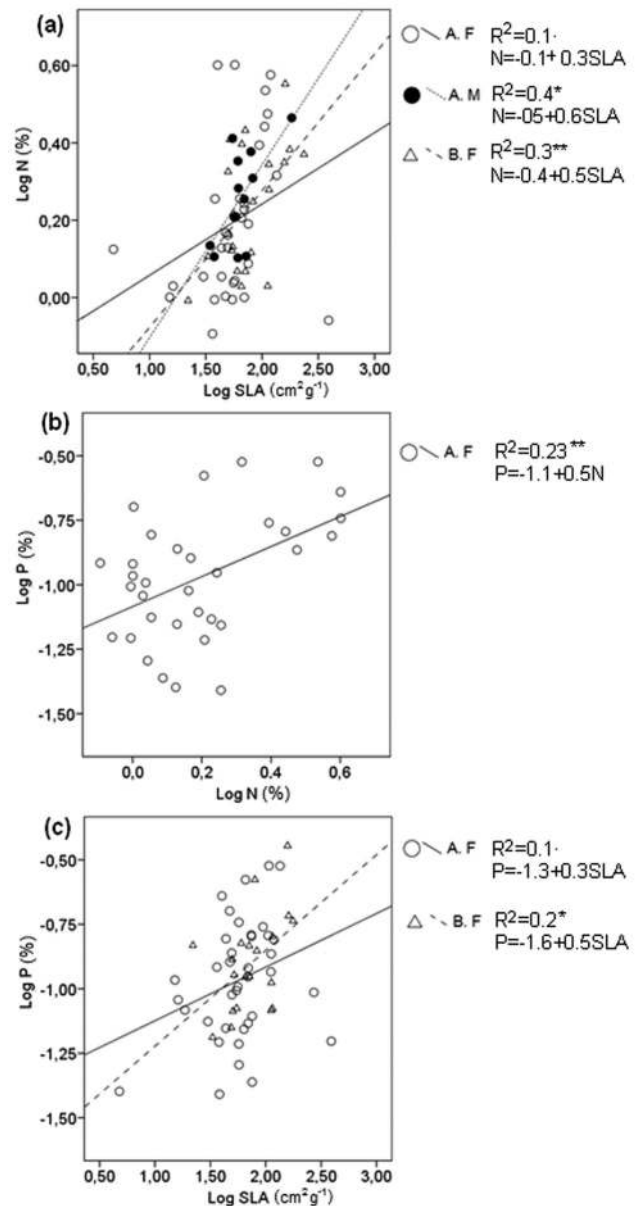 (a)
A. F R²=0.1·
N=-0.1+ 0.3SLA
A. M R²=0.4*
N=-05+0.6SLA
B. F R²=0.3**
N=-0.4+0.5SLA
Log N (%)
0,60
0,40
0,20
0,00
0,50 1,00 1,50 2,00 2,50 3,00
Log SLA (cm²g⁻¹)
(b)
A. F R²=0.23**
P=-1.1+0.5N
Log P (%)
-0,50
-0,75
-1,00
-1,25
-1,50
0,0 0,2 0.4 0,6
Log N (%)
(c)
A. F R²=0.1·
P=-1.3+0.3SLA
B. F R²=0.2*
P=-1.6+0.5SLA
Log P (%)
-0,50
-0,75
-1,00
-1,25
-1,50
0,50 1,00 1,50 2,00 2,50 3,00
Log SLA (cm²g⁻¹)